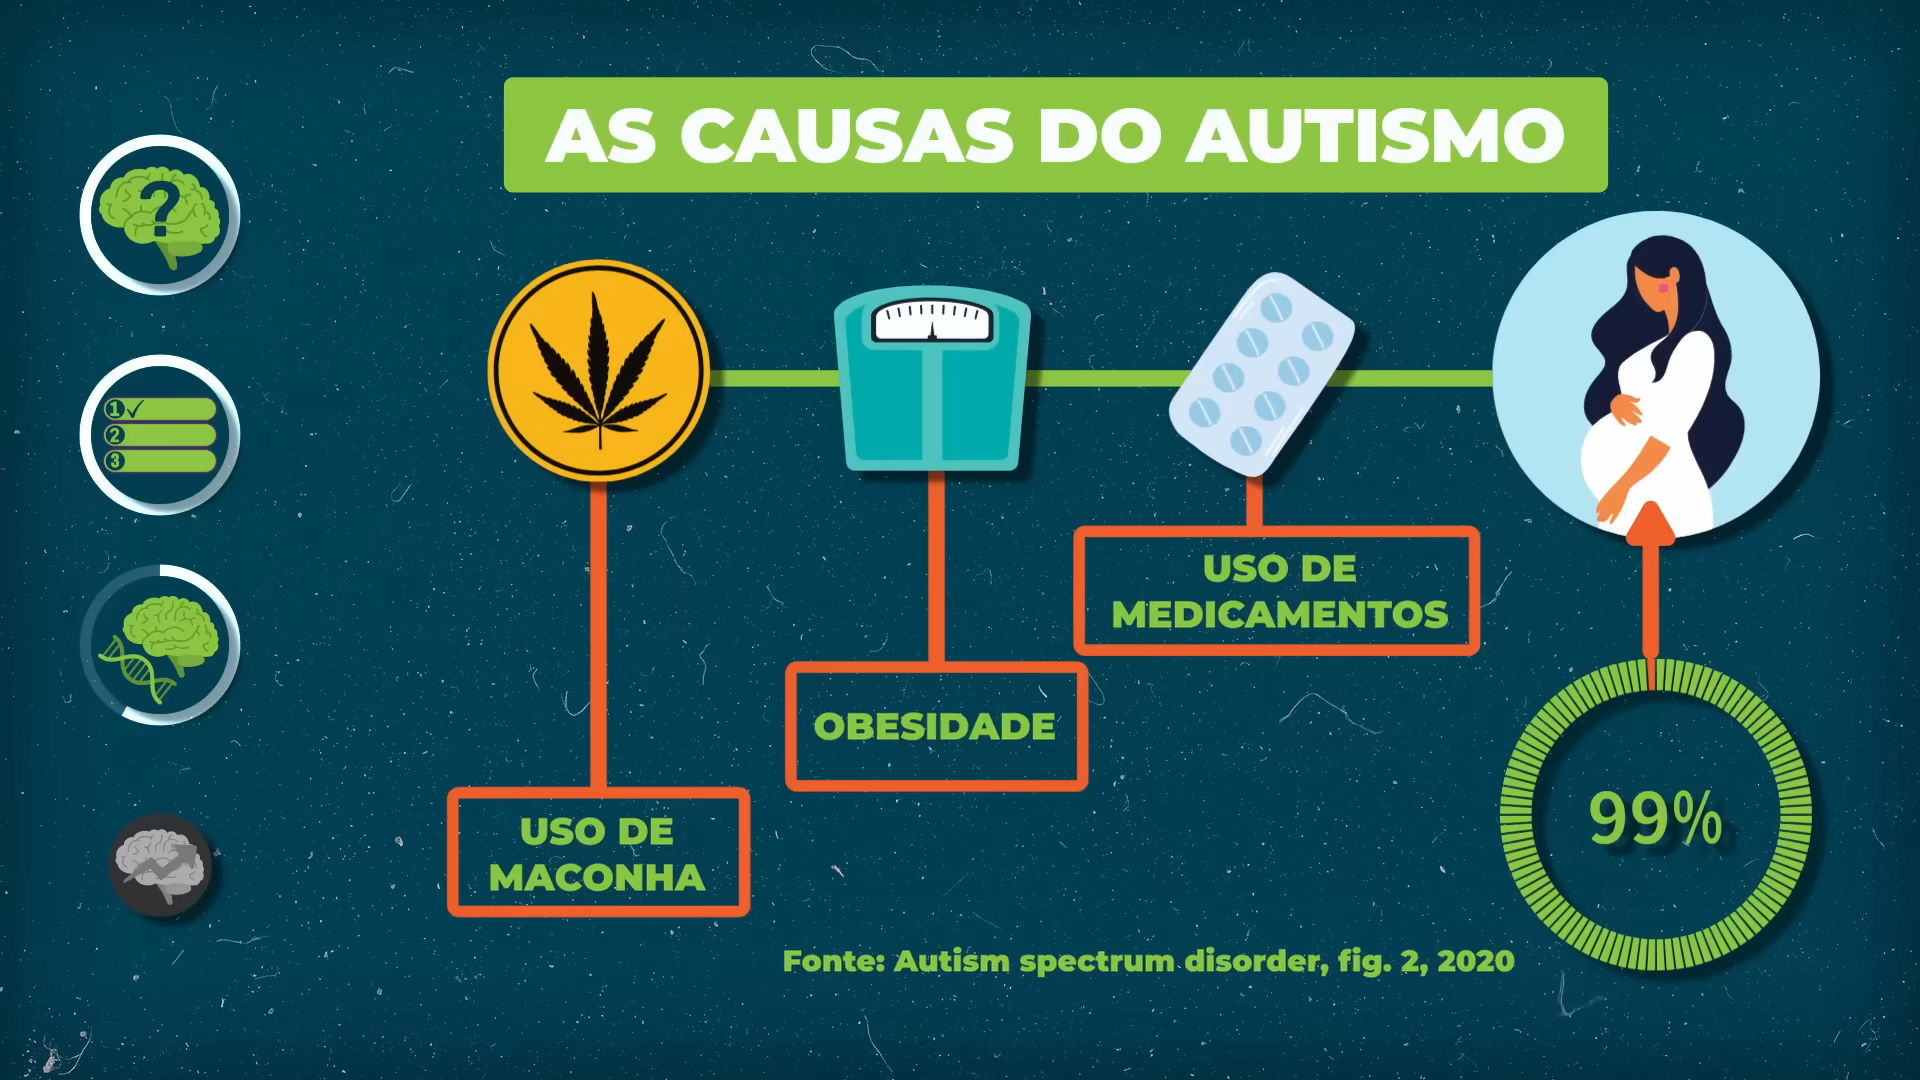 AS CAUSAS DO AUTISMO
?
1
2
3
USO DE
MEDICAMENTOS
OBESIDADE
USO DE
MACONHA
99%
Fonte: Autism spectrum disorder, fig. 2, 2020